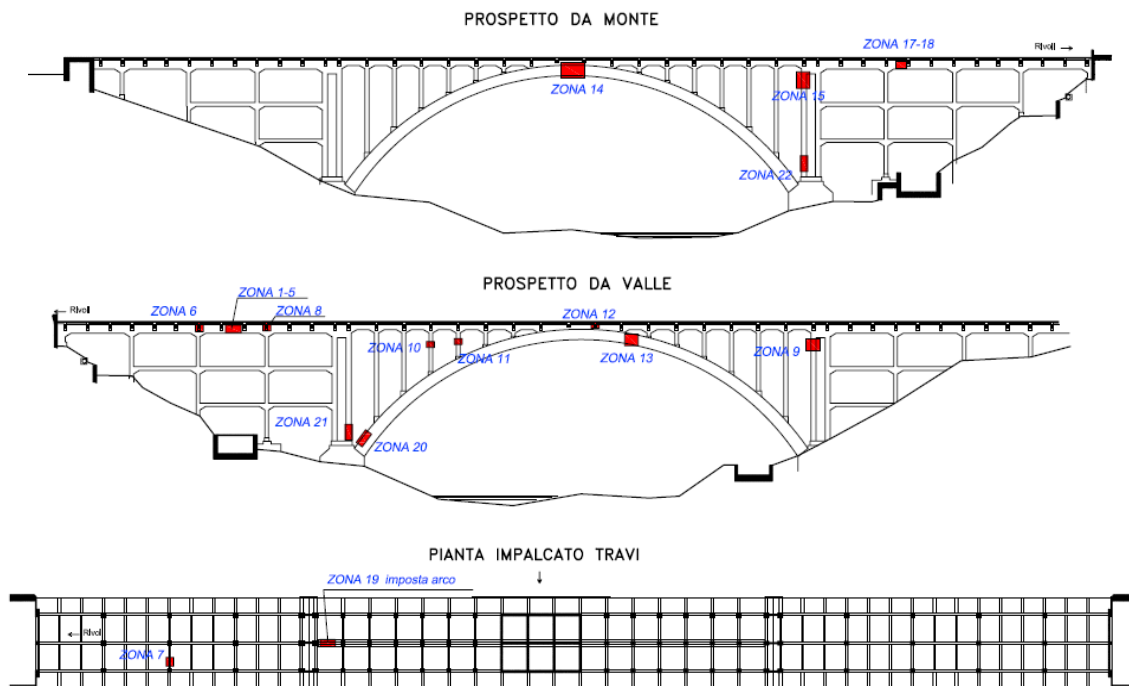 PROSPETTO DA MONTE
Rivoli
ZONA 17-18
ZONA 14
ZONA 15
ZONA 22
PROSPETTO DA VALLE
Rivoli
ZONA 6
ZONA 1-5
ZONA 8
ZONA 12
ZONA 10
ZONA 11
ZONA 13
ZONA 9
ZONA 21
ZONA 20
PIANTA IMPALCATO TRAVI
ZONA 19 imposta arco
Rivoli
ZONA 7